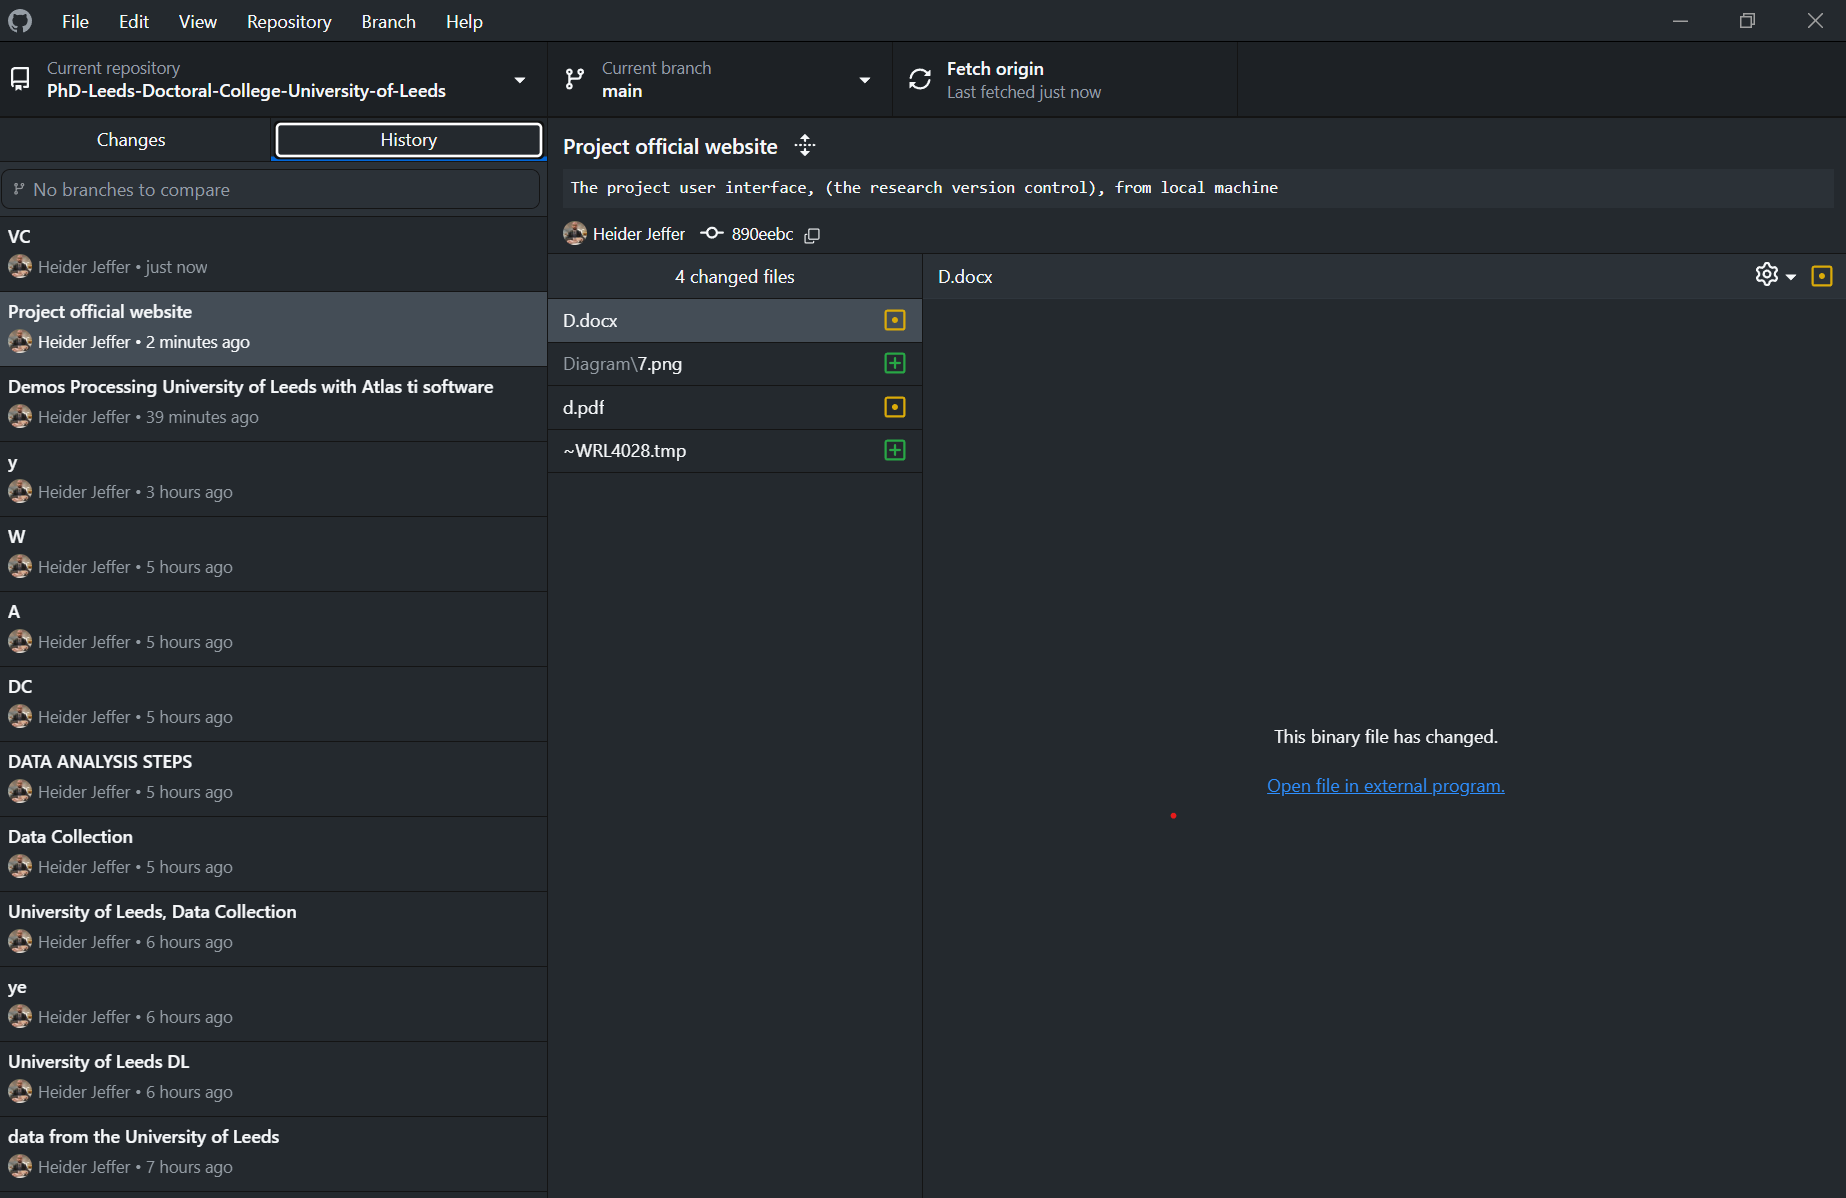 File Edit View Repository Branch Help
Current repository
PhD-Leeds-Doctoral-College-University-of-Leeds
Current branch
main
Fetch origin
Last fetched just now
Changes
History
No branches to compare
VC
Heider Jeffer • just now
Project official website
Heider Jeffer • 2 minutes ago
Demos Processing University of Leeds with Atlas ti software
Heider Jeffer • 39 minutes ago
y
Heider Jeffer • 3 hours ago
W
Heider Jeffer • 5 hours ago
A
Heider Jeffer • 5 hours ago
DC
Heider Jeffer • 5 hours ago
DATA ANALYSIS STEPS
Heider Jeffer • 5 hours ago
Data Collection
Heider Jeffer • 5 hours ago
University of Leeds, Data Collection
Heider Jeffer • 6 hours ago
ye
Heider Jeffer • 6 hours ago
University of Leeds DL
Heider Jeffer • 6 hours ago
data from the University of Leeds
Heider Jeffer • 7 hours ago
Project official website
The project user interface, (the research version control), from local machine
Heider Jeffer 890eebc
4 changed files
D.docx
Diagram\7.png
d.pdf
~WRL4028.tmp
D.docx
This binary file has changed.
Open file in external program.